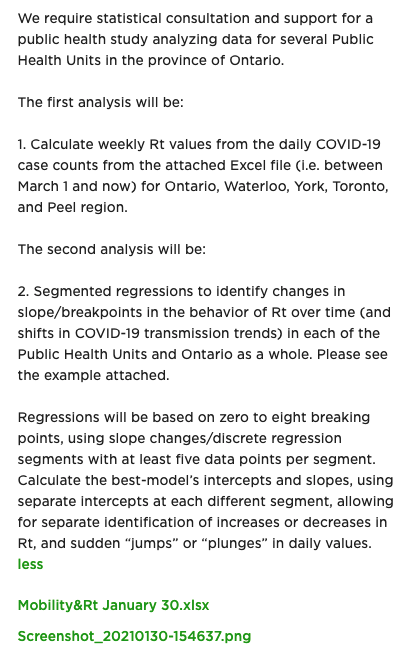 We require statistical consultation and support for a
public health study analyzing data for several Public
Health Units in the province of Ontario.
The first analysis will be:
1. Calculate weekly Rt values from the daily COVID-19
case counts from the attached Excel file (i.e. between
March 1 and now) for Ontario, Waterloo, York, Toronto,
and Peel region.
The second analysis will be:
2. Segmented regressions to identify changes in
slope/breakpoints in the behavior of Rt over time (and
shifts in COVID-19 transmission trends) in each of the
Public Health Units and Ontario as a whole. Please see
the example attached.
Regressions will be based on zero to eight breaking
points, using slope changes/discrete regression
segments with at least five data points per segment.
Calculate the best-model's intercepts and slopes, using
separate intercepts at each different segment, allowing
for separate identification of increases or decreases in
Rt, and sudden “jumps” or “plunges” in daily values.
less
Mobility&Rt January 30.xlsx
Screenshot_20210130-154637.png